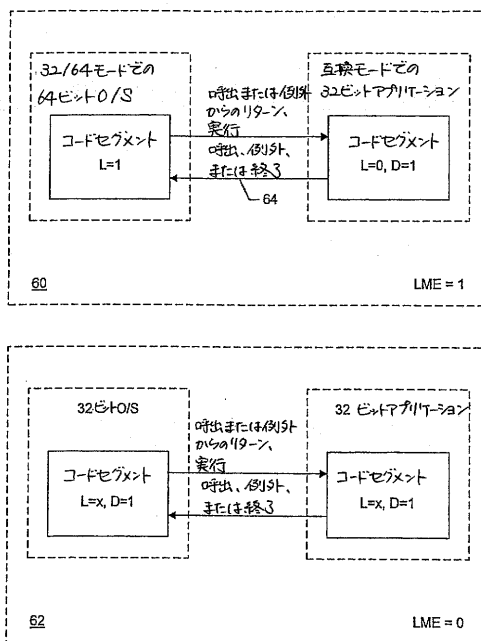 32/64モードでの
64ビットO/S
コードセグメント
L=1
呼出または例外
からのリターン、
実行
呼出、例外、
または終了
64
互換モードでの
32ビットアプリケーション
コードセグメント
L=0, D=1
60
LME = 1
32ビットO/S
コードセグメント
L=x, D=1
呼出または例外
からのリターン、
実行
呼出、例外、
または終了
32 ビットアプリケーション
コードセグメント
L=x, D=1
62
LME = 0